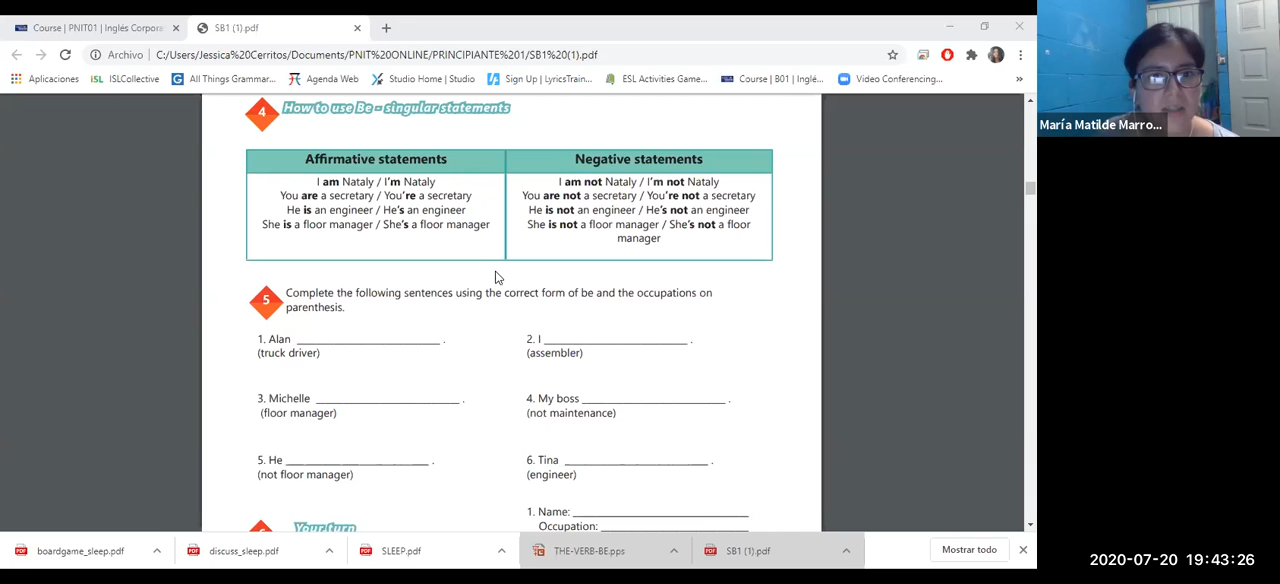 Course | PNIT01 | Inglés Corpora
SB1 (1).pdf
Archivo
C:/Users/Jessica%20Cerritos/Documents/PNIT%20ONLINE/PRINCIPIANTE%201/SB1%20(1).pdf
Aplicaciones
iSL ISLCollective
All Things Grammar...
Agenda Web
Studio Home | Studio
Sign Up | LyricsTrain...
ESL Activities Game...
Course | B01 | Inglé...
Video Conferencing...
»
María Matilde Marro...
4
How to use Be - singular statements
Affirmative statements
I am Nataly / I'm Nataly
You are a secretary / You're a secretary
He is an engineer / He's an engineer
She is a floor manager / She's a floor manager
Negative statements
I am not Nataly / I'm not Nataly
You are not a secretary / You're not a secretary
He is not an engineer / He's not an engineer
She is not a floor manager / She's not a floor
manager
5
Complete the following sentences using the correct form of be and the occupations on
parenthesis.
1. Alan ______________________ .
(truck driver)
2. I ______________________ .
(assembler)
3. Michelle ______________________ .
(floor manager)
4. My boss ______________________ .
(not maintenance)
5. He ______________________ .
(not floor manager)
6. Tina ______________________ .
(engineer)
Your turn
1. Name: ___________________________
Occupation: _______________________
boardgame_sleep.pdf
discuss_sleep.pdf
SLEEP.pdf
THE-VERB-BE.pps
SB1 (1).pdf
Mostrar todo
2020-07-20 19:43:26